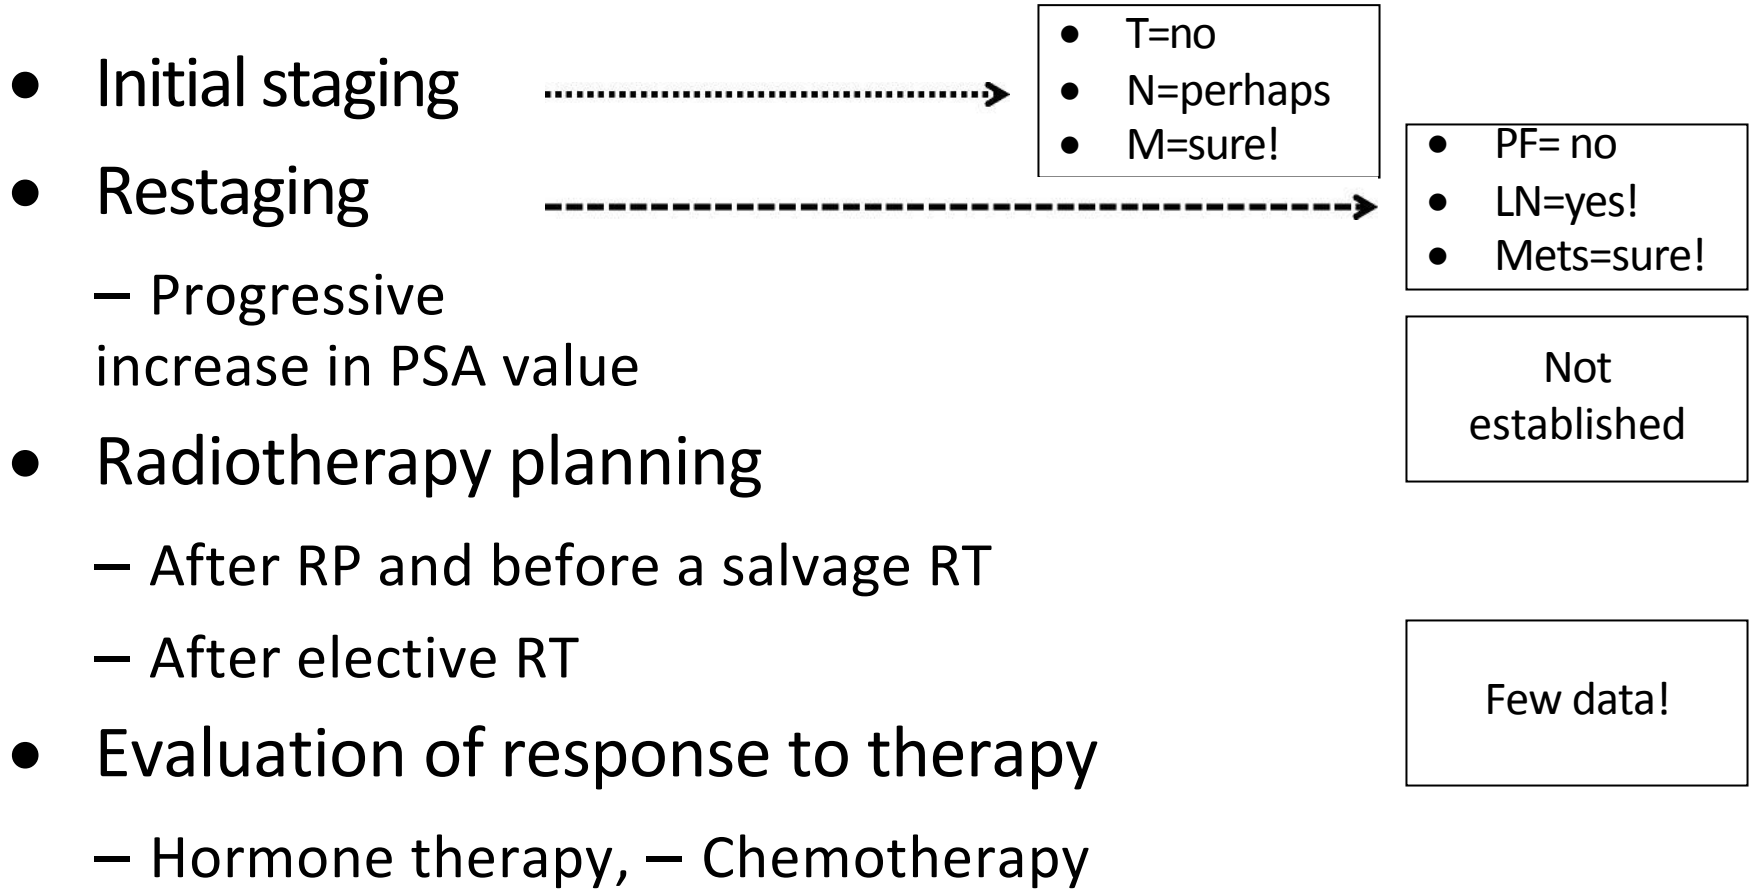 • Initial staging
• T=no
• N=perhaps
• M=sure!
• Restaging
• PF= no
• LN=yes!
• Mets=sure!
– Progressive
increase in PSA value
Not
established
• Radiotherapy planning
– After RP and before a salvage RT
– After elective RT
Few data!
• Evaluation of response to therapy
– Hormone therapy, – Chemotherapy